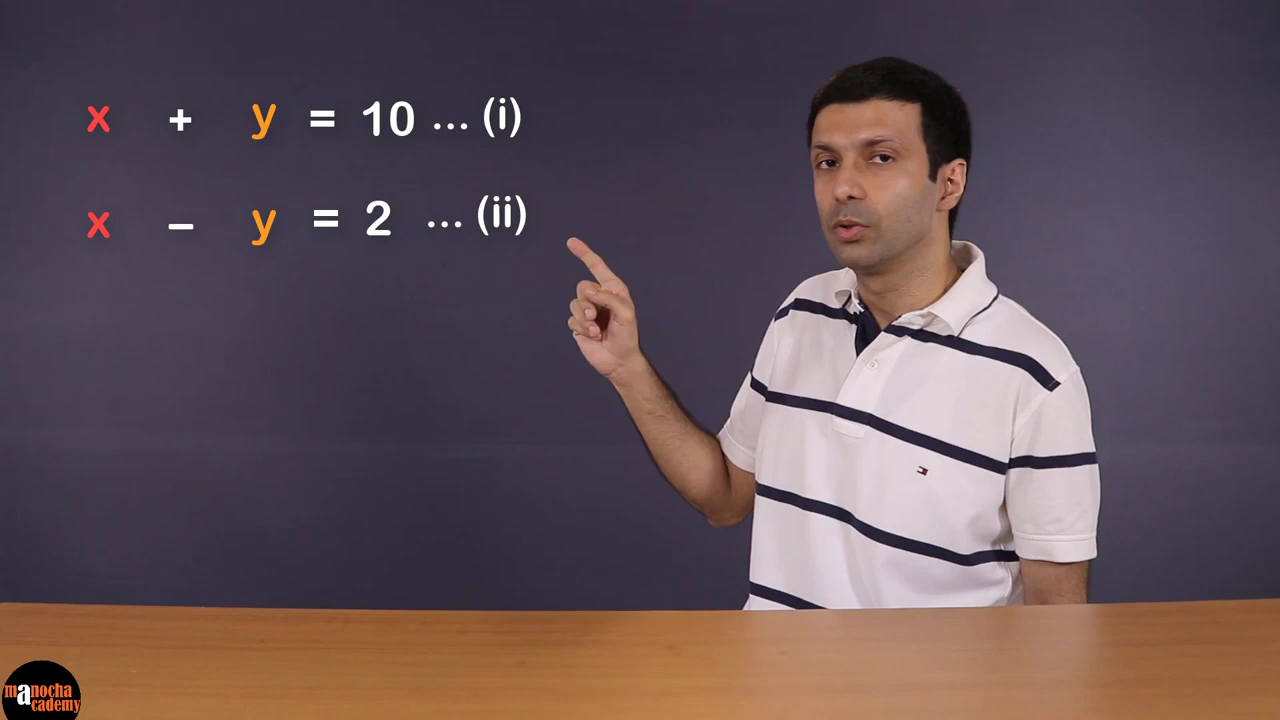 x + y = 10 ... (i)
x – y = 2 ... (ii)
manocha
academy